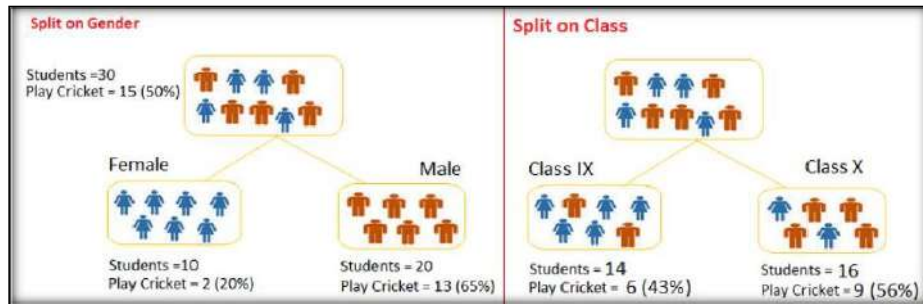 Split on Gender
Students =30
Play Cricket = 15 (50%)
Female
Male
Students =10
Play Cricket = 2 (20%)
Students = 20
Play Cricket = 13 (65%)
Split on Class
Class IX
Class X
Students = 14
Play Cricket = 6 (43%)
Students = 16
Play Cricket = 9 (56%)